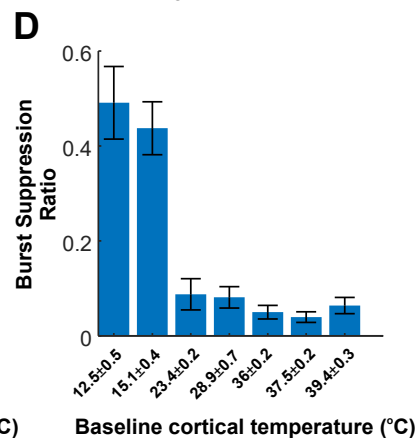 D
0.6
0.4
0.2
0
Burst Suppression
Ratio
12.5±0.5
15.1±0.4
23.4±0.2
28.9±0.7
36±0.2
37.5±0.2
39.4±0.3
C)
Baseline cortical temperature (°C)